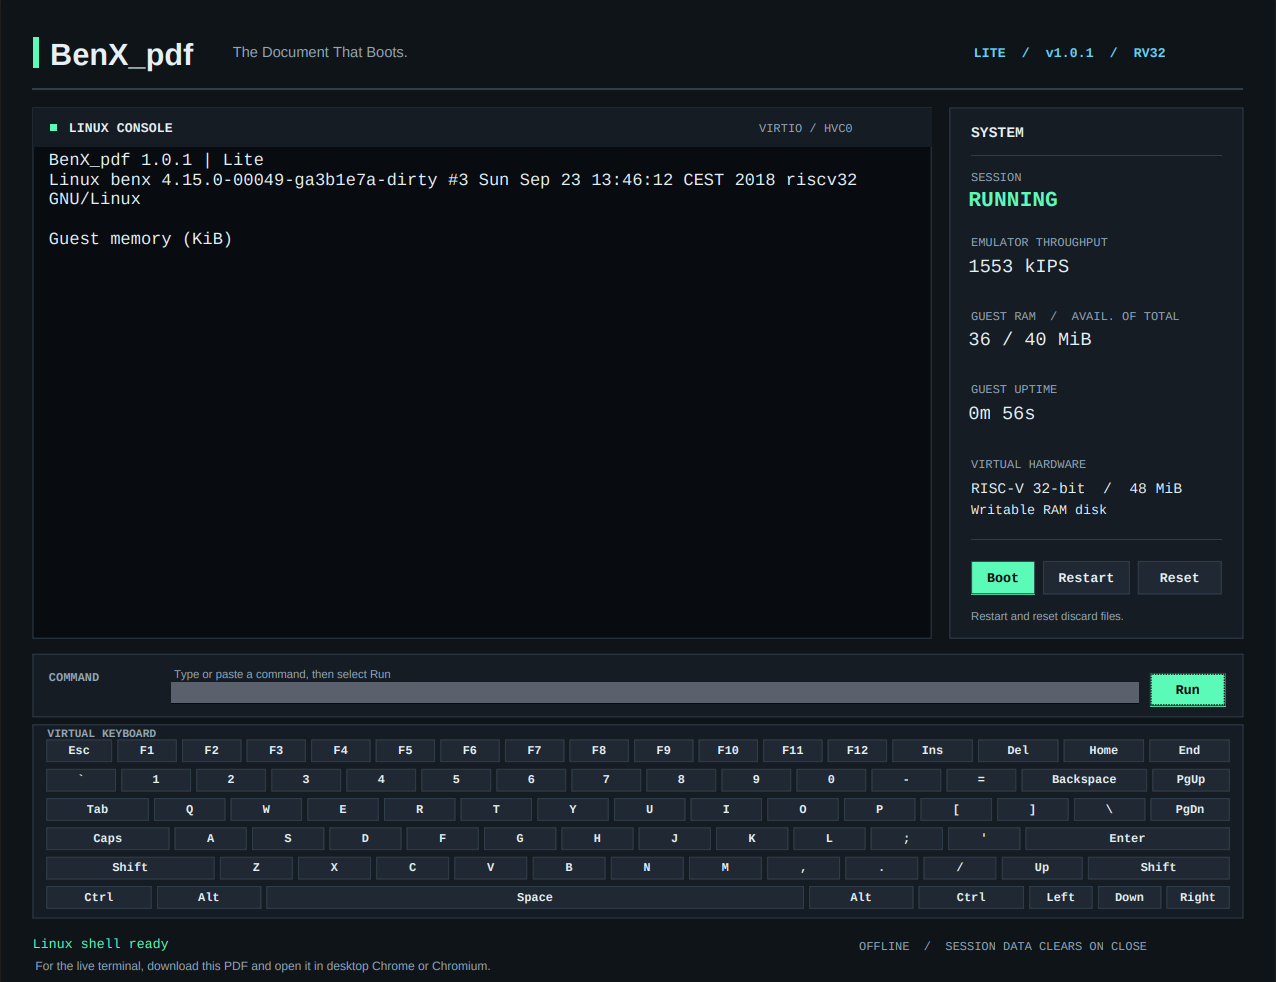 BenX_pdf
The Document That Boots.
LITE / v1.0.1 / RV32
LINUX CONSOLE
VIRTIO / HVC0
BenX_pdf 1.0.1 | Lite
Linux benx 4.15.0-00049-ga3b1e7a-dirty #3 Sun Sep 23 13:46:12 CEST 2018 riscv32
GNU/Linux
Guest memory (KiB)
SYSTEM
SESSION
RUNNING
EMULATOR THROUGHPUT
1553 kIPS
GUEST RAM / AVAIL. OF TOTAL
36 / 40 MiB
GUEST UPTIME
0m 56s
VIRTUAL HARDWARE
RISC-V 32-bit / 48 MiB
Writable RAM disk
Boot Restart Reset
Restart and reset discard files.
COMMAND
Type or paste a command, then select Run
Run
VIRTUAL KEYBOARD
Esc F1 F2 F3 F4 F5 F6 F7 F8 F9 F10 F11 F12 Ins Del Home End
` 1 2 3 4 5 6 7 8 9 0 - = Backspace PgUp
Tab Q W E R T Y U I O P [ ] \ PgDn
Caps A S D F G H J K L ; ' Enter
Shift Z X C V B N M , . / Up Shift
Ctrl Alt Space Alt Ctrl Left Down Right
Linux shell ready
OFFLINE / SESSION DATA CLEARS ON CLOSE
For the live terminal, download this PDF and open it in desktop Chrome or Chromium.